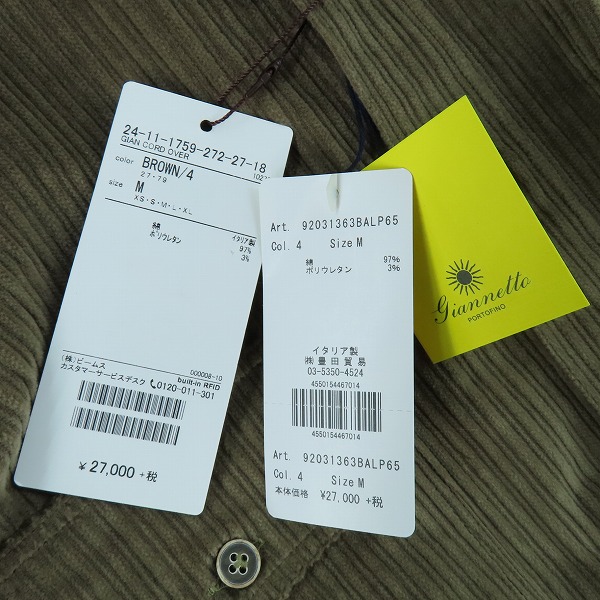 24-11-1759-272-27-18
GIAN CORD OVER
color BROWN/4
27-79
size M
XS・S・M・L・XL
イタリア製
綿 97%
ポリウレタン 3%
(株)ビームス D00008-10
カスタマーサービスデスク 0120-011-301
built-in RFID
¥27,000 +税
Art. 92031363BALP65
Col. 4 Size M
綿 97%
ポリウレタン 3%
イタリア製
㈱豊田貿易
03-5350-4524
4550154467014
4550154467014
Art. 92031363BALP65
Col. 4 Size M
本体価格 ¥27,000 +税
Giannetto
PORTOFINO